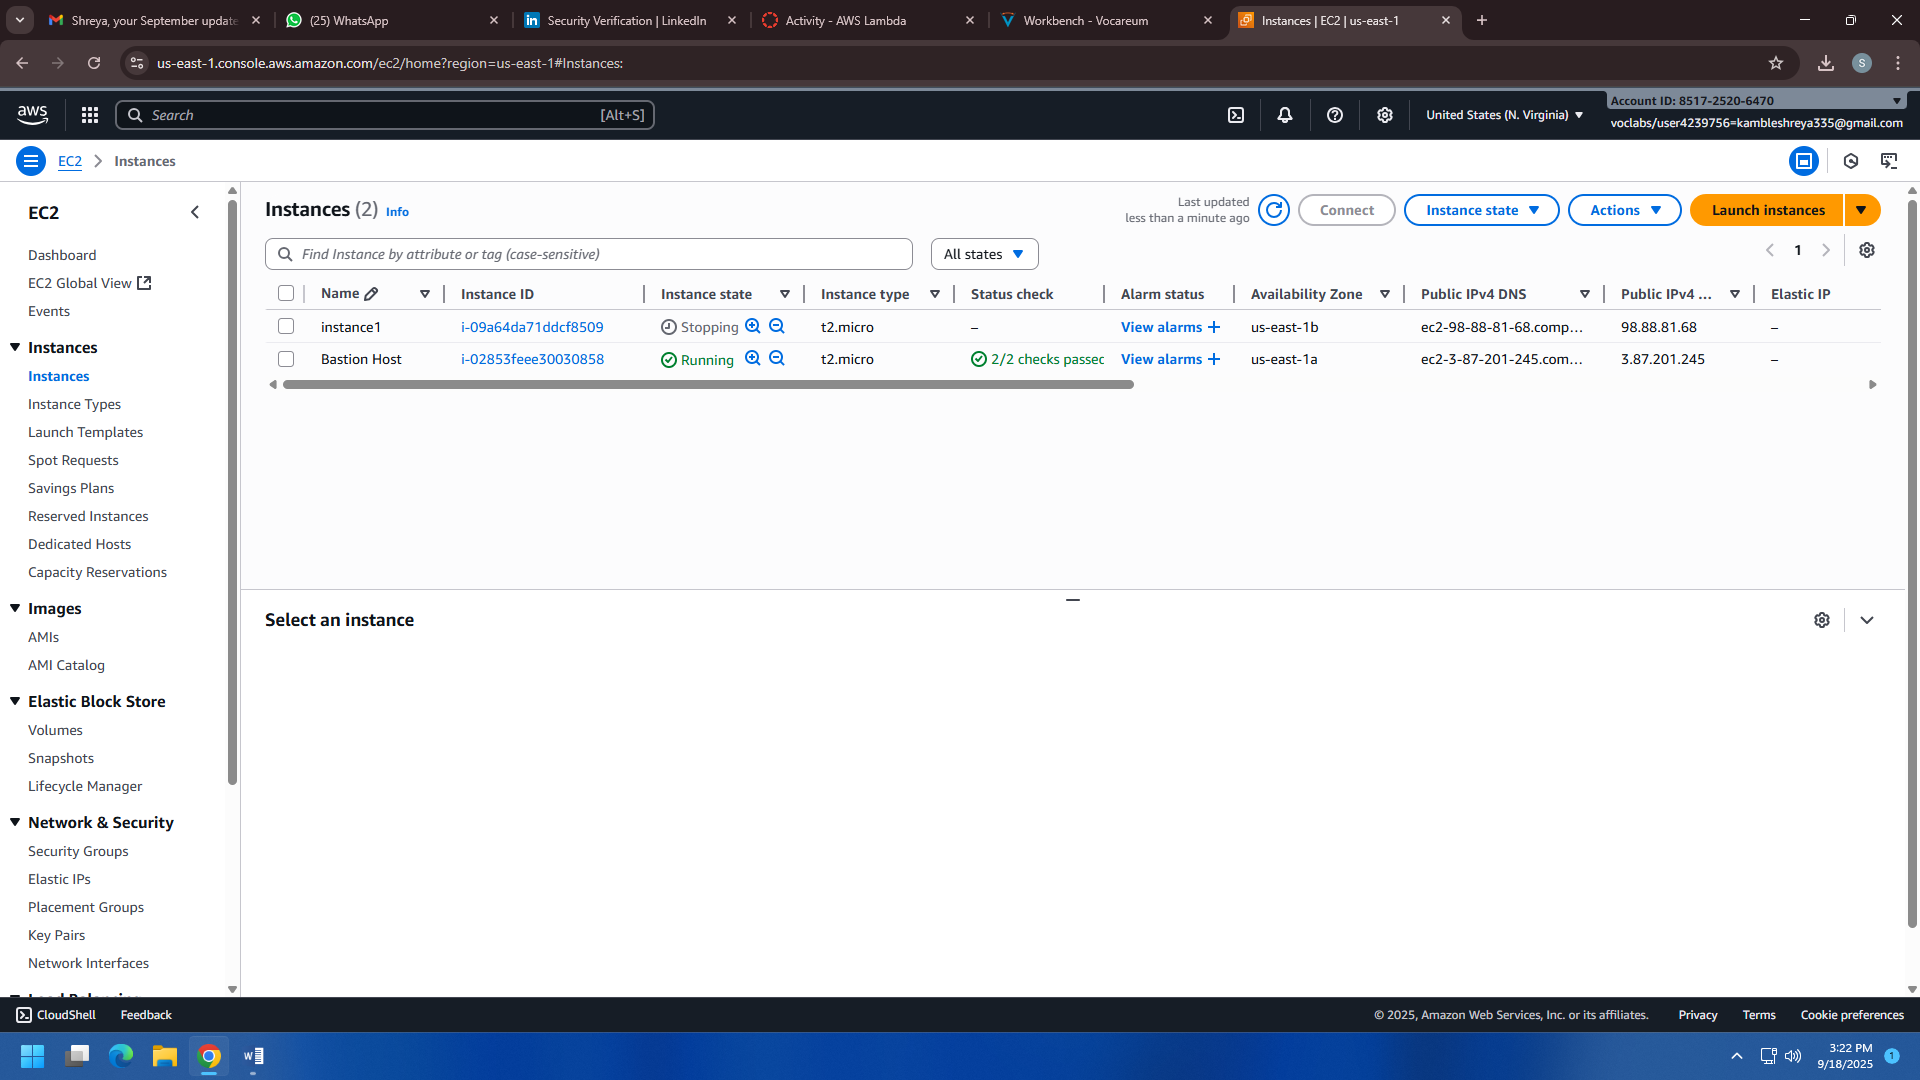 Shreya, your September update
(25) WhatsApp
Security Verification | LinkedIn
Activity - AWS Lambda
Workbench - Vocareum
Instances | EC2 | us-east-1
us-east-1.console.aws.amazon.com/ec2/home?region=us-east-1#Instances:
S
aws
Search
[Alt+S]
United States (N. Virginia)
Account ID: 8517-2520-6470
voclabs/user4239756=kambleshreya335@gmail.com
EC2
Instances
EC2
Dashboard
EC2 Global View
Events
Instances
Instances
Instance Types
Launch Templates
Spot Requests
Savings Plans
Reserved Instances
Dedicated Hosts
Capacity Reservations
Images
AMIs
AMI Catalog
Elastic Block Store
Volumes
Snapshots
Lifecycle Manager
Network & Security
Security Groups
Elastic IPs
Placement Groups
Key Pairs
Network Interfaces
Load Balancing
Instances (2) Info
Last updated
less than a minute ago
Connect
Instance state
Actions
Launch instances
Find Instance by attribute or tag (case-sensitive)
All states
1
Name Instance ID Instance state Instance type Status check Alarm status Availability Zone Public IPv4 DNS Public IPv4 ... Elastic IP
instance1 i-09a64da71ddcf8509 Stopping t2.micro – View alarms + us-east-1b ec2-98-88-81-68.comp... 98.88.81.68 –
Bastion Host i-02853feee30030858 Running t2.micro 2/2 checks passec View alarms + us-east-1a ec2-3-87-201-245.com... 3.87.201.245 –
Select an instance
CloudShell
Feedback
© 2025, Amazon Web Services, Inc. or its affiliates.
Privacy
Terms
Cookie preferences
3:22 PM
9/18/2025
1